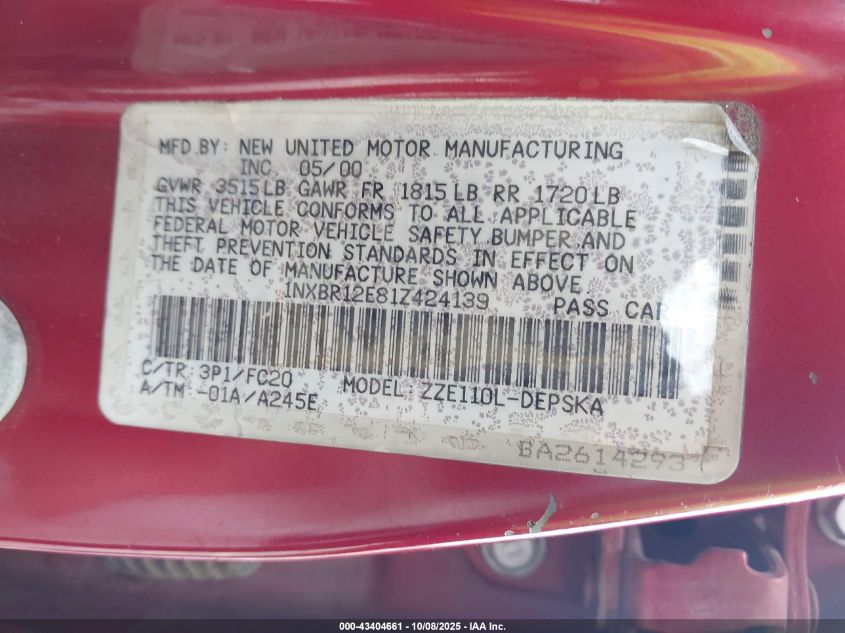 MFD BY: NEW UNITED MOTOR MANUFACTURING
INC. 05/00
GVWR 3515LB GAWR FR 1815LB RR 1720LB
THIS VEHICLE CONFORMS TO ALL APPLICABLE
FEDERAL MOTOR VEHICLE SAFETY, BUMPER AND
THEFT PREVENTION STANDARDS IN EFFECT ON
THE DATE OF MANUFACTURE SHOWN ABOVE.
1NXBR12E81Z424139 PASS CAR
C/TR: 3P1/FC20
A/TM -01A/A245E MODEL: ZZE110L-DEPSKA
BA2614293
000-43404661 - 10/08/2025 - IAA Inc.